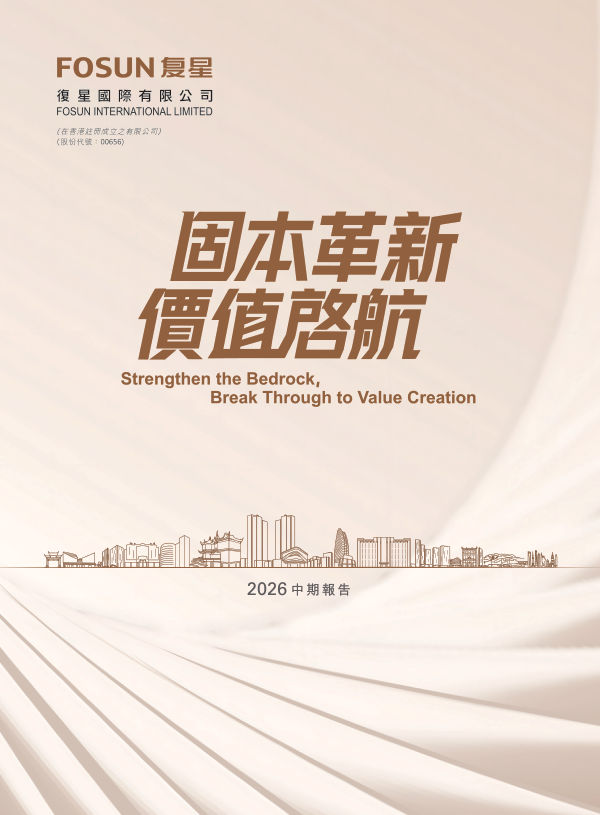 FOSUN 复星
復星國際有限公司
FOSUN INTERNATIONAL LIMITED
(在香港註冊成立之有限公司)
(股份代號：00656)
固本革新
價值啓航
Strengthen the Bedrock,
Break Through to Value Creation
2026 中期報告